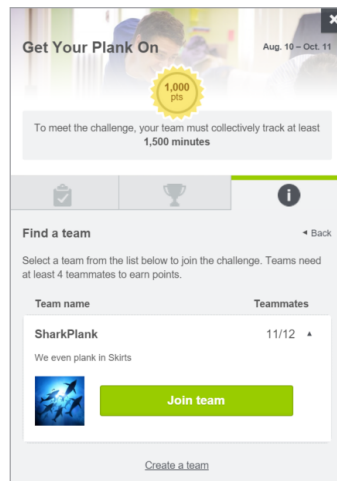 Get Your Plank On
Aug. 10 – Oct. 11
1,000
pts
To meet the challenge, your team must collectively track at least
1,500 minutes
Find a team
◂ Back
Select a team from the list below to join the challenge. Teams need
at least 4 teammates to earn points.
Team name Teammates
SharkPlank 11/12 ▴
We even plank in Skirts
Join team
Create a team